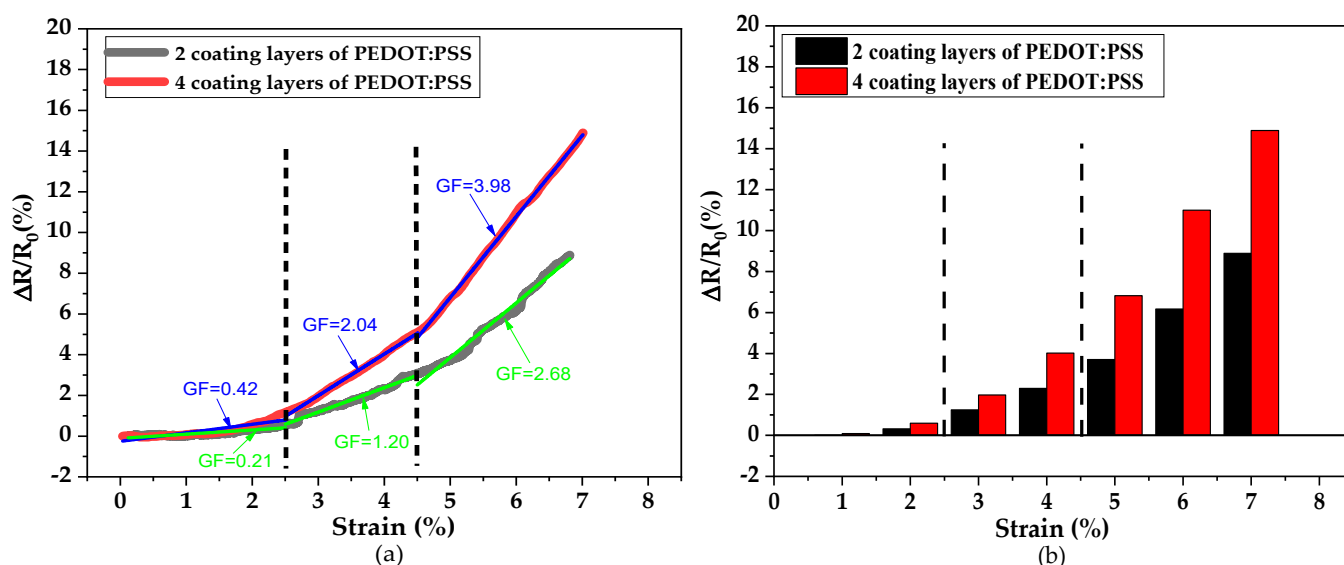 20
18
16
14
12
10
8
6
4
2
0
-2
ΔR/R0(%)
2 coating layers of PEDOT:PSS
4 coating layers of PEDOT:PSS
GF=3.98
GF=2.04
GF=0.42
GF=2.68
GF=1.20
GF=0.21
0 1 2 3 4 5 6 7 8
Strain (%)
(a)
20
18
16
14
12
10
8
6
4
2
0
-2
ΔR/R0(%)
2 coating layers of PEDOT:PSS
4 coating layers of PEDOT:PSS
0 1 2 3 4 5 6 7 8
Strain (%)
(b)